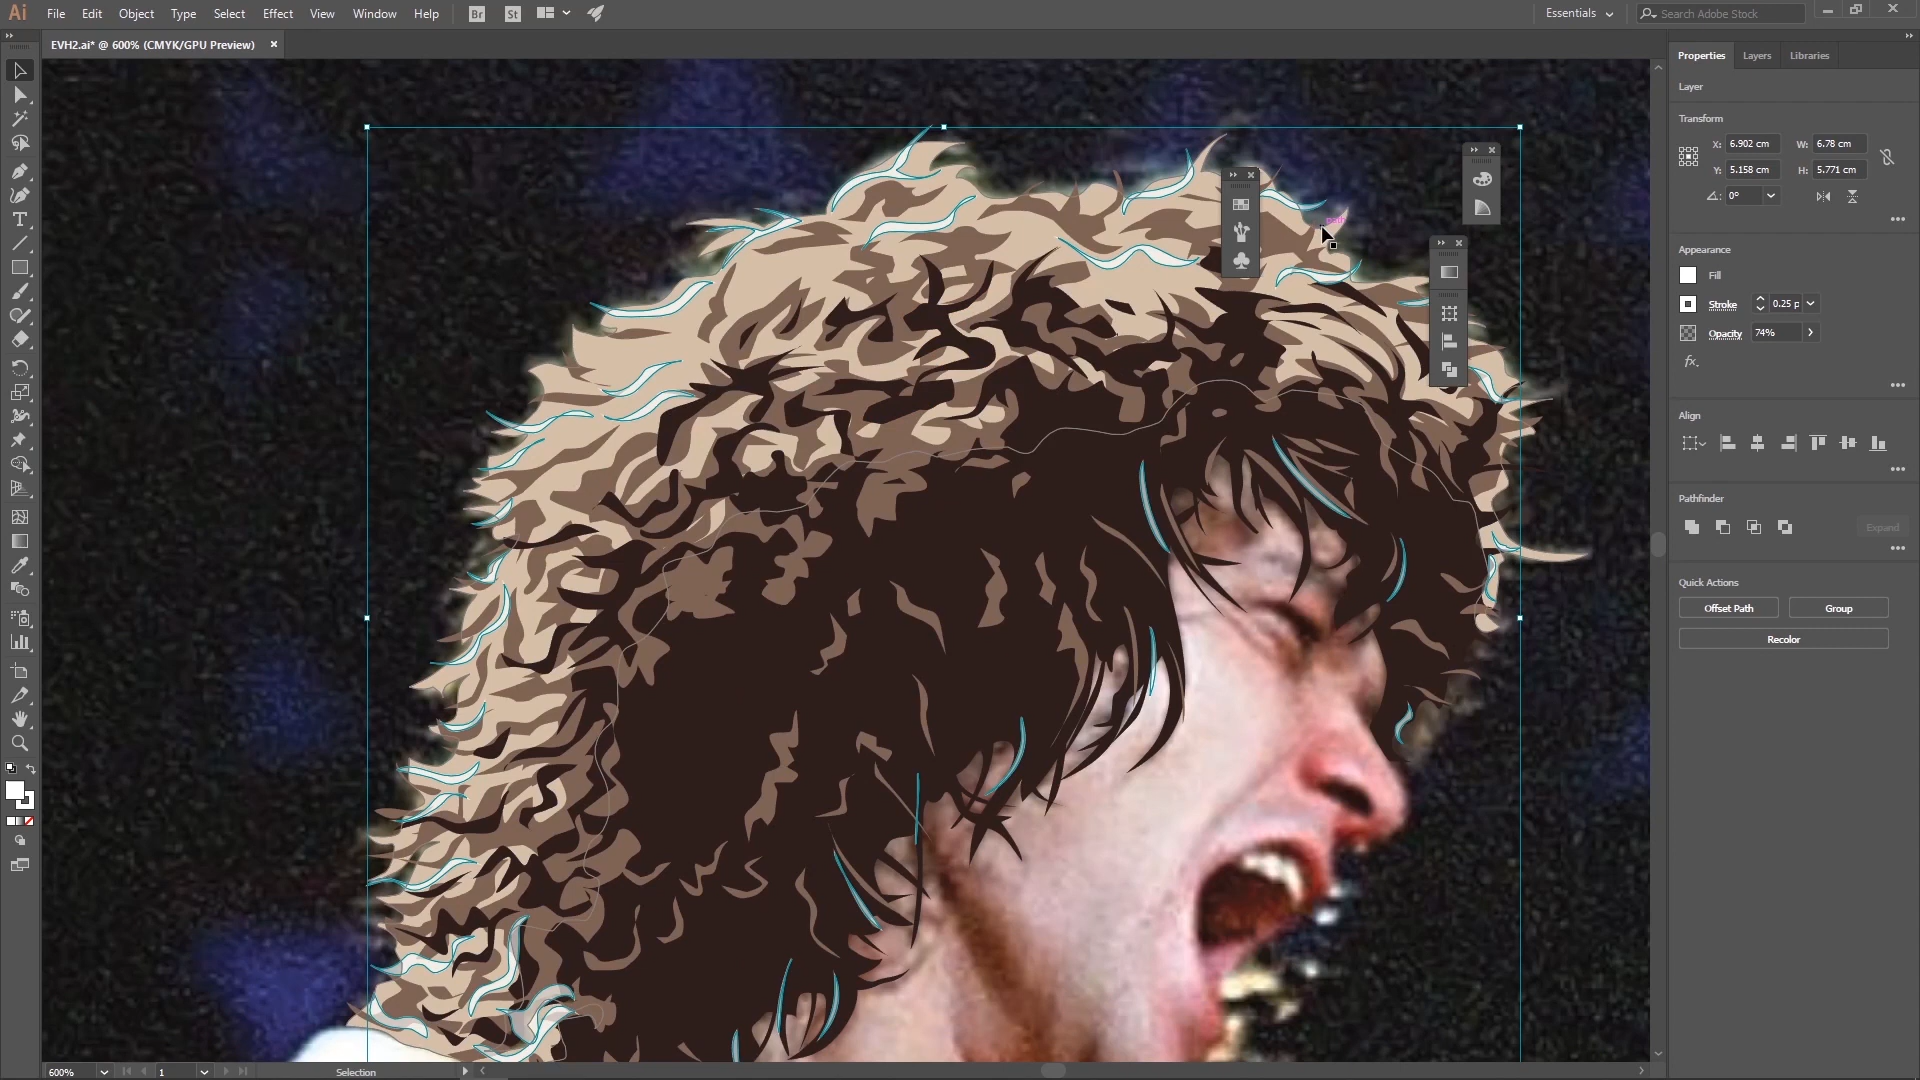 Ai File Edit Object Type Select Effect View Window Help Br St Essentials Search Adobe Stock
EVH2.ai* @ 600% (CMYK/GPU Preview)
Properties Layers Libraries
Layer
Transform
X: 6.902 cm W: 6.78 cm
Y: 5.158 cm H: 5.771 cm
0°
Appearance
Fill
Stroke 0.25 p
Opacity 74%
fx.
Align
Pathfinder
Expand
Quick Actions
Offset Path Group
Recolor
path
600% 1 Selection